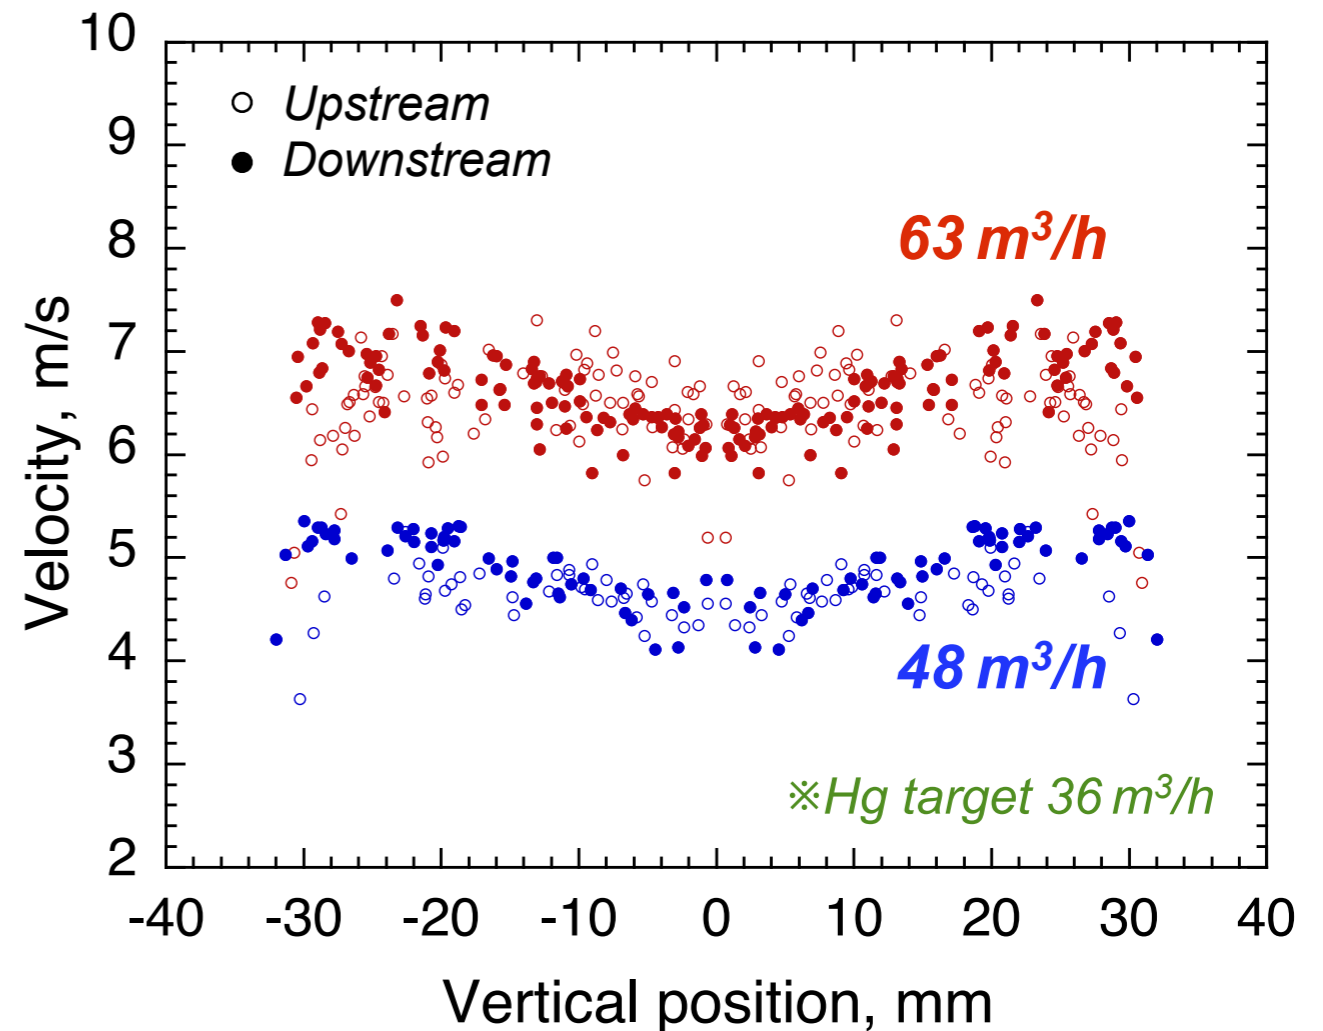 10
9
8
7
6
5
4
3
2
Velocity, m/s
Upstream
Downstream
63 m³/h
48 m³/h
※Hg target 36 m³/h
-40 -30 -20 -10 0 10 20 30 40
Vertical position, mm